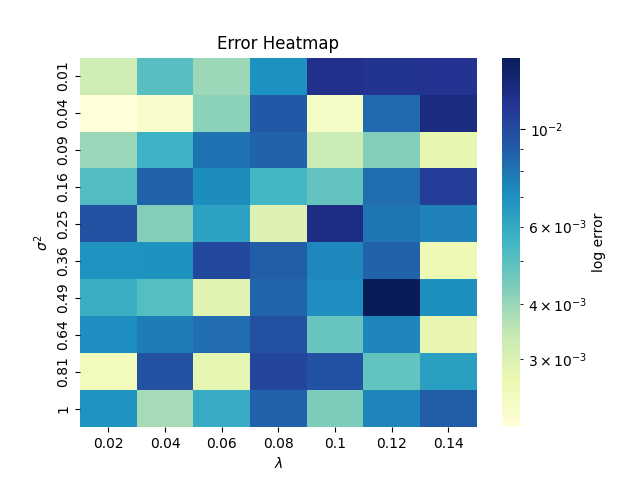 Error Heatmap
σ²
0.01
0.04
0.09
0.16
0.25
0.36
0.49
0.64
0.81
1
0.02 0.04 0.06 0.08 0.1 0.12 0.14
λ
10⁻²
6 × 10⁻³
4 × 10⁻³
3 × 10⁻³
log error